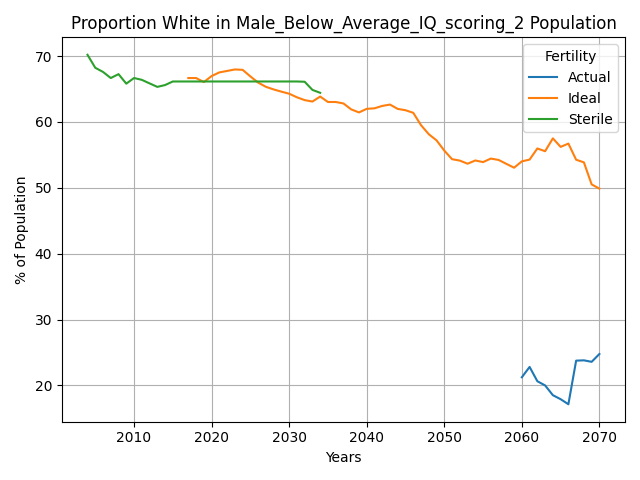 Proportion White in Male_Below_Average_IQ_scoring_2 Population
Fertility
Actual
Ideal
Sterile
% of Population
70
60
50
40
30
20
2010 2020 2030 2040 2050 2060 2070
Years